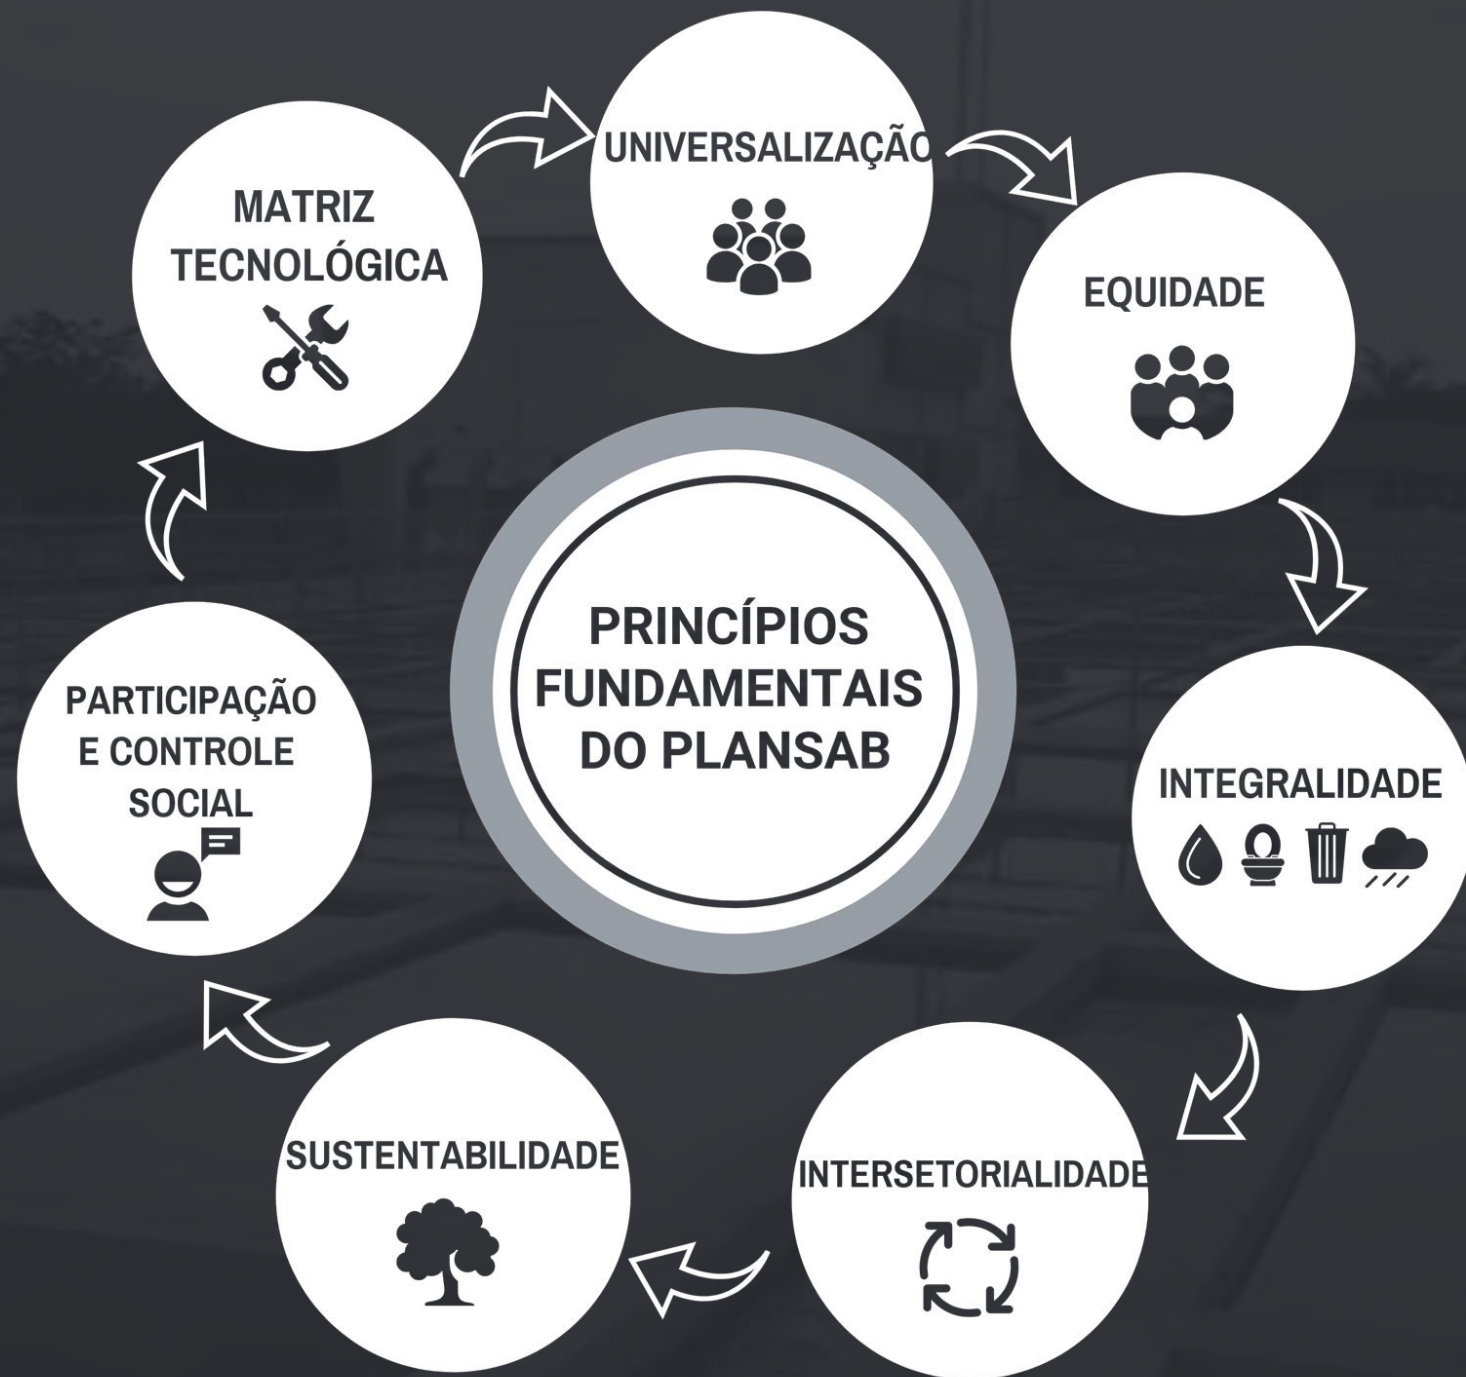 UNIVERSALIZAÇÃO
MATRIZ
TECNOLÓGICA
EQUIDADE
PRINCÍPIOS
FUNDAMENTAIS
DO PLANSAB
PARTICIPAÇÃO
E CONTROLE
SOCIAL
INTEGRALIDADE
SUSTENTABILIDADE
INTERSETORIALIDADE